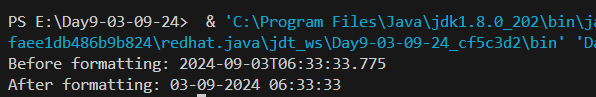 PS E:\Day9-03-09-24>  & 'C:\Program Files\Java\jdk1.8.0_202\bin\ja
faee1db486b9b824\redhat.java\jdt_ws\Day9-03-09-24_cf5c3d2\bin' 'Da
Before formatting: 2024-09-03T06:33:33.775
After formatting: 03-09-2024 06:33:33